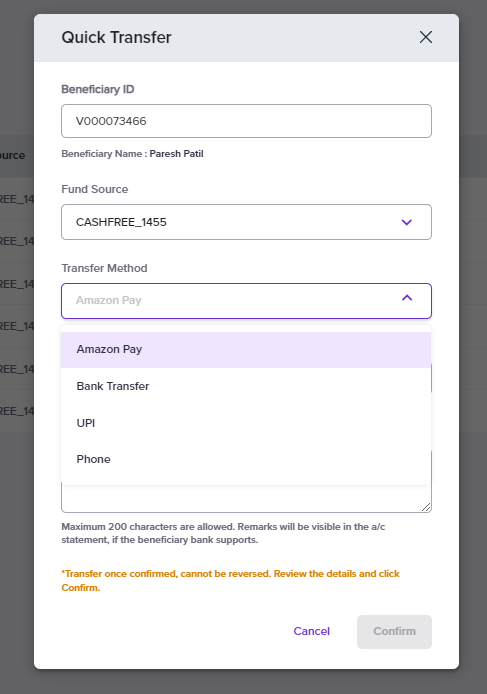 Quick Transfer
Beneficiary ID
V000073466
Beneficiary Name : Paresh Patil
ource
Fund Source
REE_14
CASHFREE_1455
REE_14
Transfer Method
REE_14
Amazon Pay
REE_14
Amazon Pay
REE_14
Bank Transfer
REE_14
UPI
Phone
Maximum 200 characters are allowed. Remarks will be visible in the a/c
statement, if the beneficiary bank supports.
*Transfer once confirmed, cannot be reversed. Review the details and click
Confirm.
Cancel
Confirm